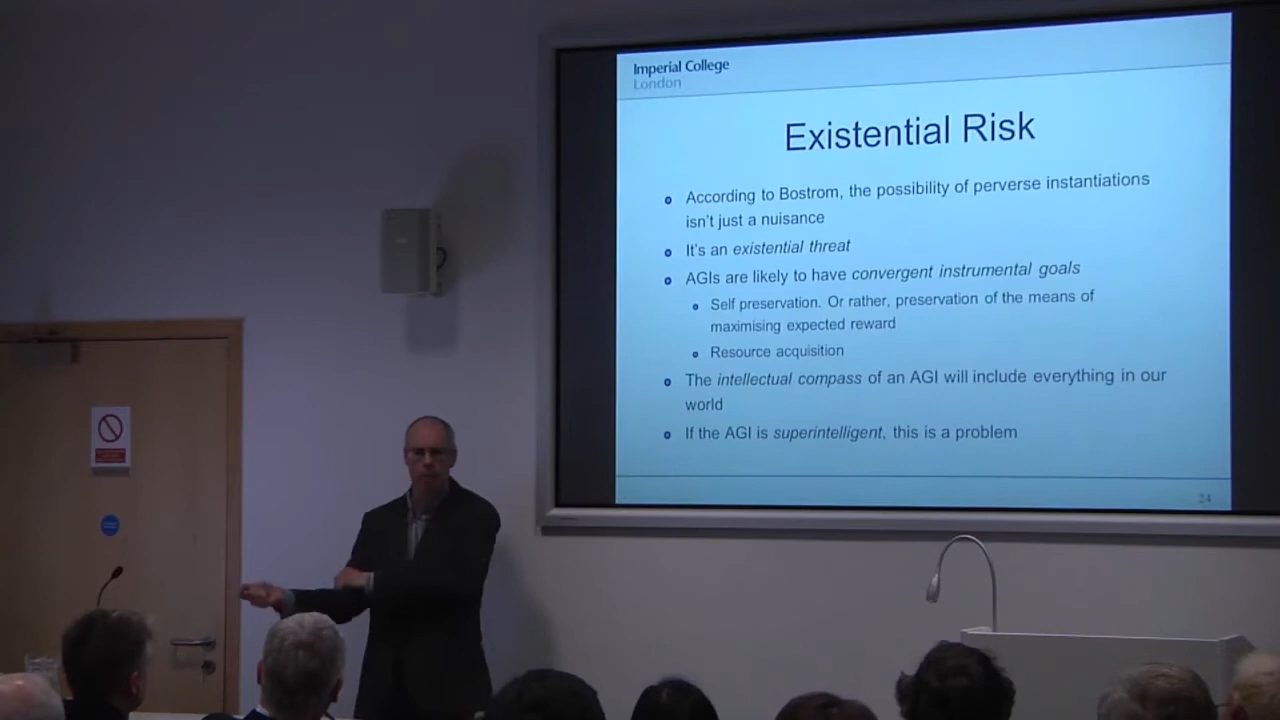 Imperial College
London
Existential Risk
According to Bostrom, the possibility of perverse instantiations
isn't just a nuisance
It's an existential threat
AGIs are likely to have convergent instrumental goals
Self preservation. Or rather, preservation of the means of
maximising expected reward
Resource acquisition
The intellectual compass of an AGI will include everything in our
world
If the AGI is superintelligent, this is a problem
24